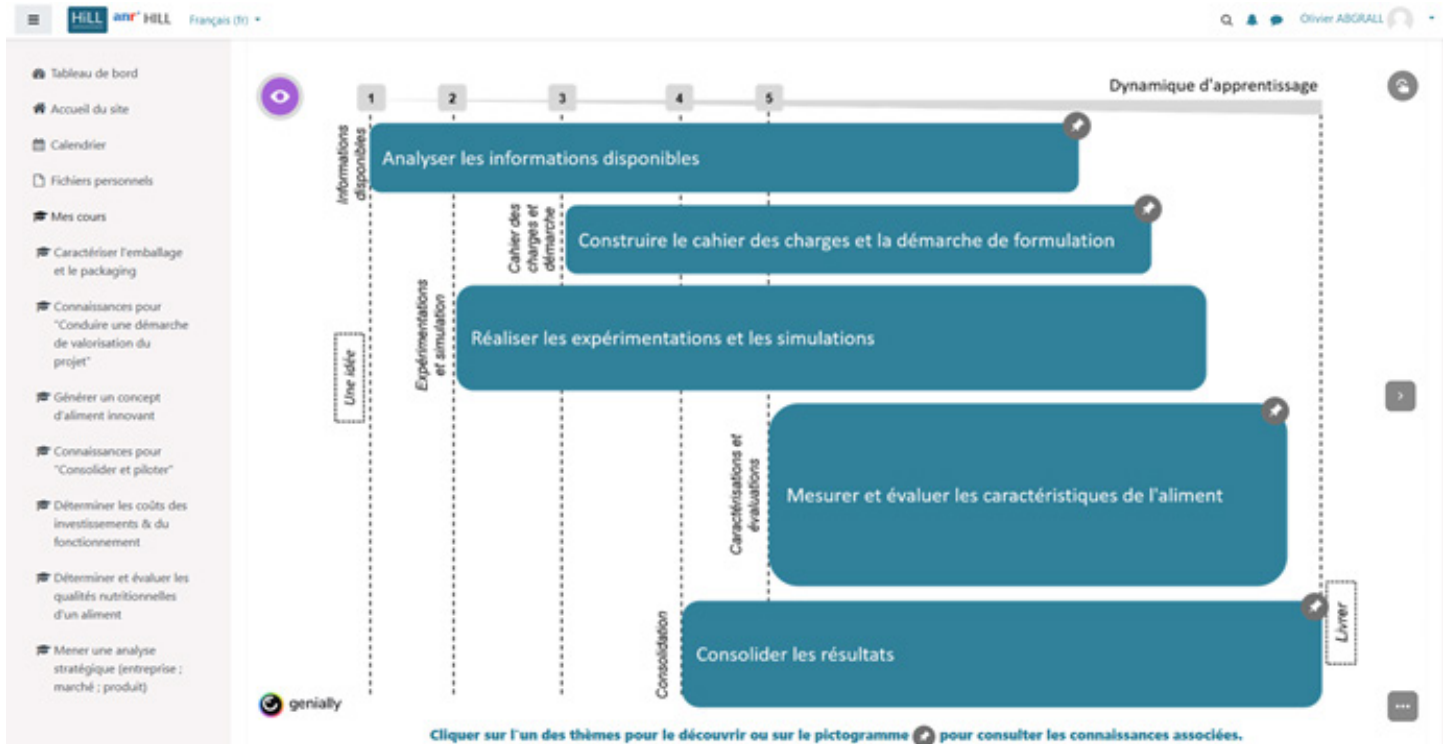 HiLL anr HILL Français (fr)
Olivier ABGRALL
Tableau de bord
Accueil du site
Calendrier
Fichiers personnels
Mes cours
Caractériser l'emballage
et le packaging
Connaissances pour
"Conduire une démarche
de valorisation du
projet"
Générer un concept
d'aliment innovant
Connaissances pour
"Consolider et piloter"
Déterminer les coûts des
investissements & du
fonctionnement
Déterminer et évaluer les
qualités nutritionnelles
d'un aliment
Mener une analyse
stratégique (entreprise ;
marché ; produit)
Dynamique d'apprentissage
1 2 3 4 5
Informations
disponibles
Analyser les informations disponibles
Cahier des
charges et
démarche
Construire le cahier des charges et la démarche de formulation
Expérimentations
et simulation
Réaliser les expérimentations et les simulations
Une idée
Caractérisations et
évaluations
Mesurer et évaluer les caractéristiques de l'aliment
Consolidation
Consolider les résultats
Livrer
genially
Cliquer sur l'un des thèmes pour le découvrir ou sur le pictogramme pour consulter les connaissances associées.